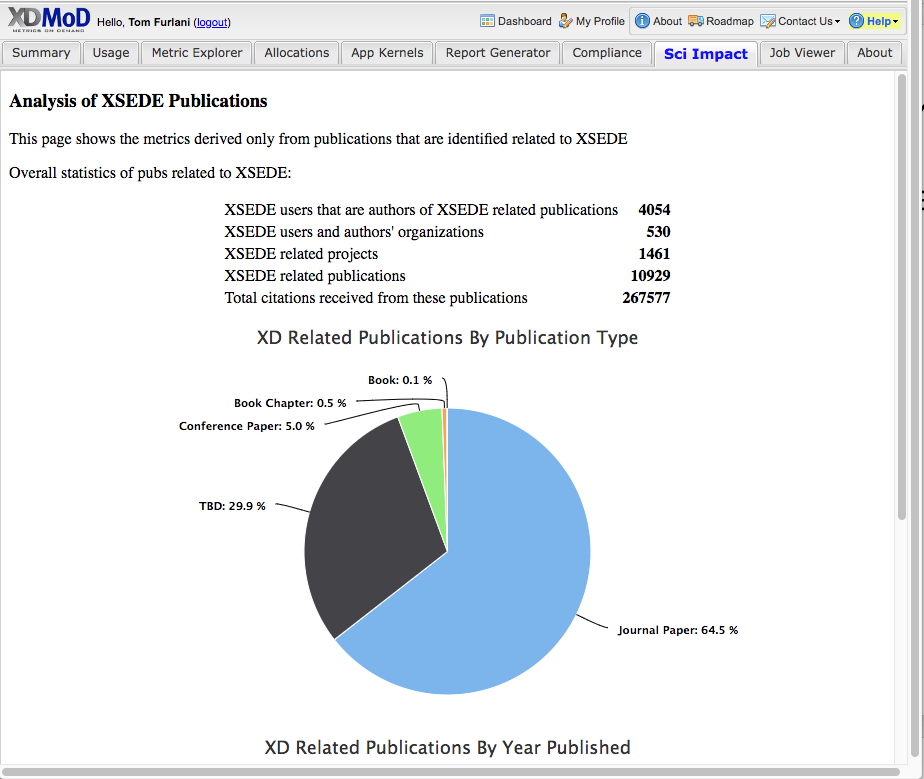 XDMoD
METRICS ON DEMAND
Hello, Tom Furlani (logout)
Dashboard My Profile About Roadmap Contact Us Help
Summary Usage Metric Explorer Allocations App Kernels Report Generator Compliance Sci Impact Job Viewer About
Analysis of XSEDE Publications
This page shows the metrics derived only from publications that are identified related to XSEDE
Overall statistics of pubs related to XSEDE:
XSEDE users that are authors of XSEDE related publications 4054
XSEDE users and authors' organizations 530
XSEDE related projects 1461
XSEDE related publications 10929
Total citations received from these publications 267577
XD Related Publications By Publication Type
Book: 0.1 %
Book Chapter: 0.5 %
Conference Paper: 5.0 %
TBD: 29.9 %
Journal Paper: 64.5 %
XD Related Publications By Year Published